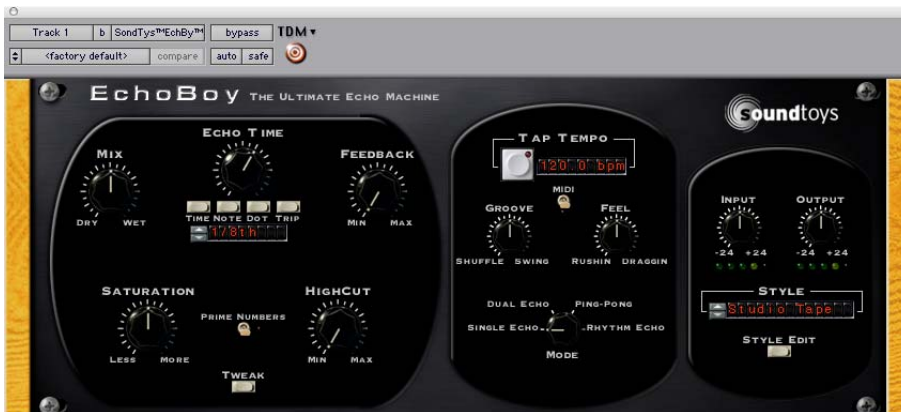 Track 1 b SondTys™EchBy™ bypass TDM
<factory default> compare auto safe
EchoBoy The Ultimate Echo Machine
soundtoys
Echo Time
Mix
Feedback
Dry Wet
Time Note Dot Trip
Min Max
1/8th
Saturation
Prime Numbers
HighCut
Less More
Min Max
Tweak
Tap Tempo
120.0 bpm
MIDI
Groove Feel
Shuffle Swing Rushin Draggin
Dual Echo Ping-Pong
Single Echo Rhythm Echo
Mode
Input Output
-24 +24 -24 +24
Style
Studio Tape
Style Edit